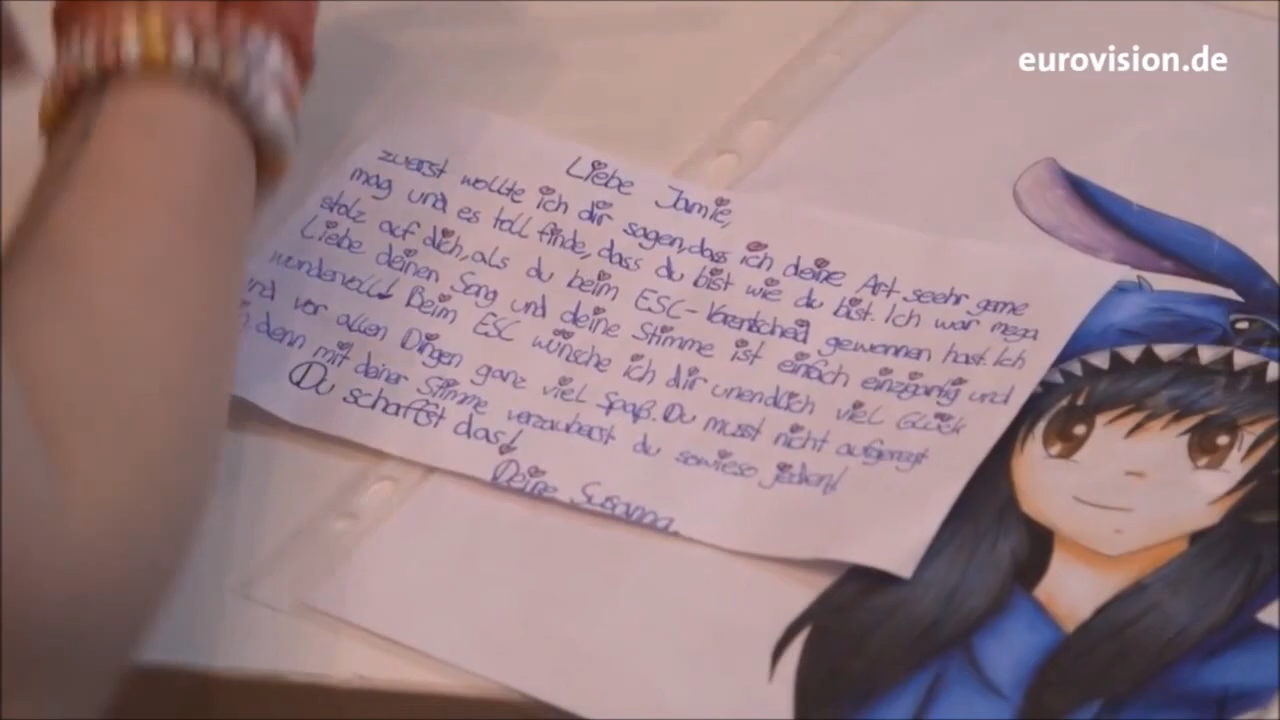 eurovision.de
Liebe Jamie,
zuerst wollte ich dir sagen, dass ich deine Art seehr gerne
mag und es toll finde, dass du bist wie du bist. Ich war mega
stolz auf dich, als du beim ESC-Vorentscheid gewonnen hast. Ich
Liebe deinen Song und deine Stimme ist einfach einzigartig und
wundervoll! Beim ESC wünsche ich dir unendlich viel Glück
und vor allen Dingen ganz viel Spaß. Du musst nicht aufgeregt
denn mit deiner Stimme verzauberst du sowieso jeden!
Du schaffst das!
Deine Susanna